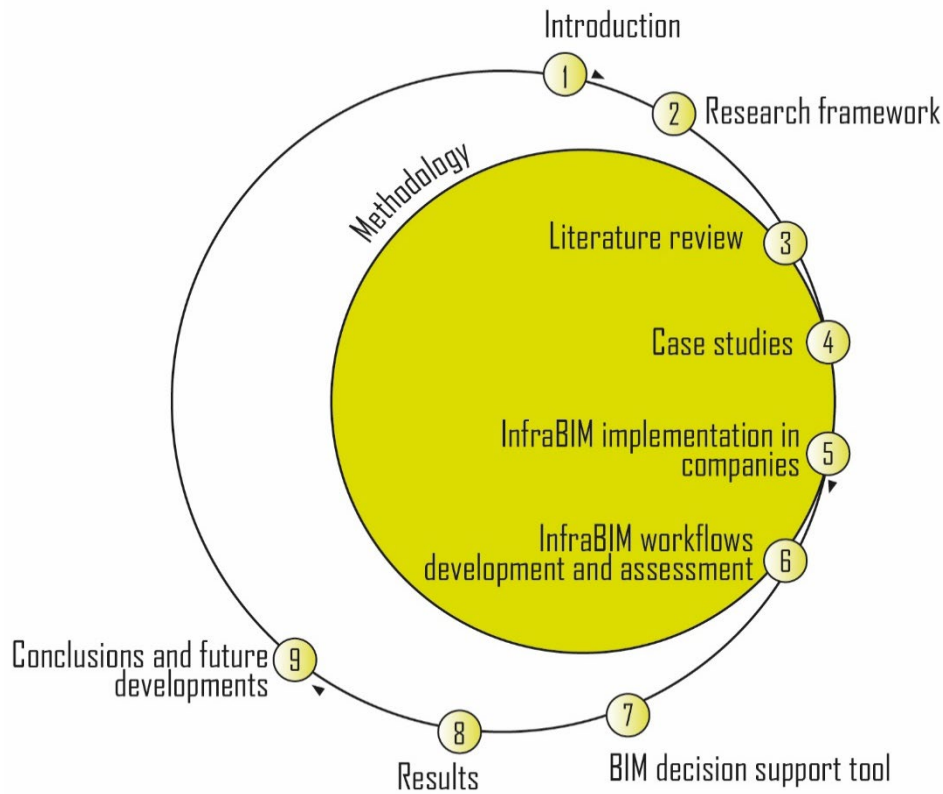 Introduction
1
2
Research framework
Methodology
Literature review
3
Case studies
4
InfraBIM implementation in
companies
5
InfraBIM workflows
development and assessment
6
Conclusions and future
developments
9
7
BIM decision support tool
8
Results